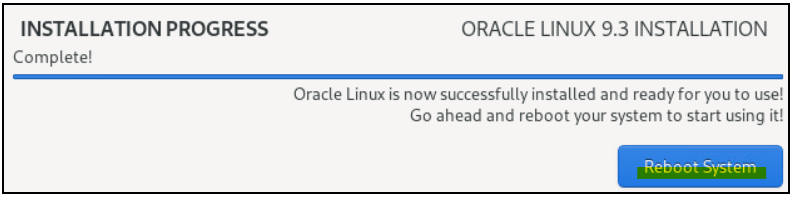 INSTALLATION PROGRESS
ORACLE LINUX 9.3 INSTALLATION
Complete!
Oracle Linux is now successfully installed and ready for you to use!
Go ahead and reboot your system to start using it!
Reboot System